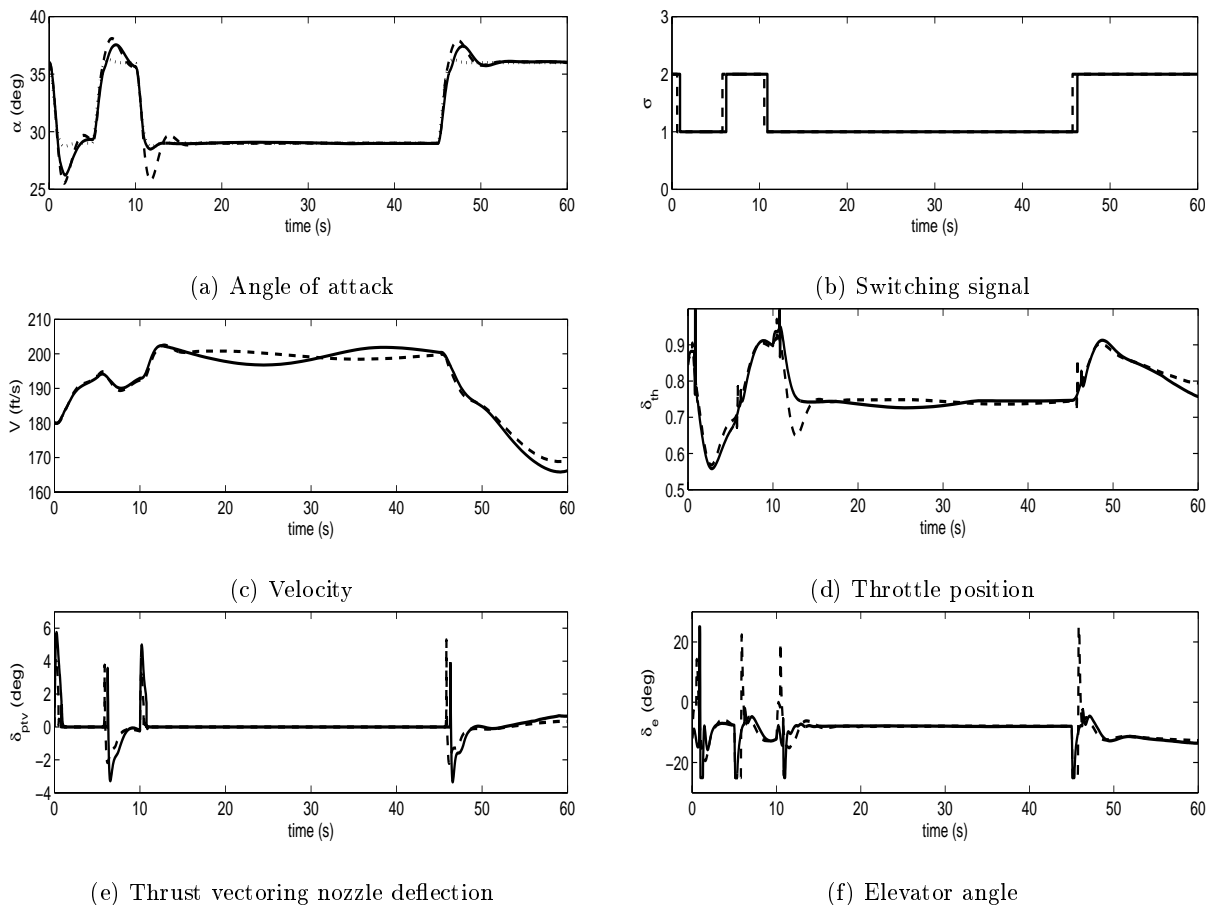 40
35
30
25
α (deg)
0 10 20 30 40 50 60
time (s)
(a) Angle of attack
3
2
1
0
σ
0 10 20 30 40 50 60
time (s)
(b) Switching signal
210
200
190
180
170
160
V (ft/s)
0 10 20 30 40 50 60
time (s)
(c) Velocity
0.9
0.8
0.7
0.6
0.5
δth
0 10 20 30 40 50 60
time (s)
(d) Throttle position
6
4
2
0
−2
−4
δptv (deg)
0 10 20 30 40 50 60
time (s)
(e) Thrust vectoring nozzle deflection
20
0
−20
δe (deg)
0 10 20 30 40 50 60
time (s)
(f) Elevator angle